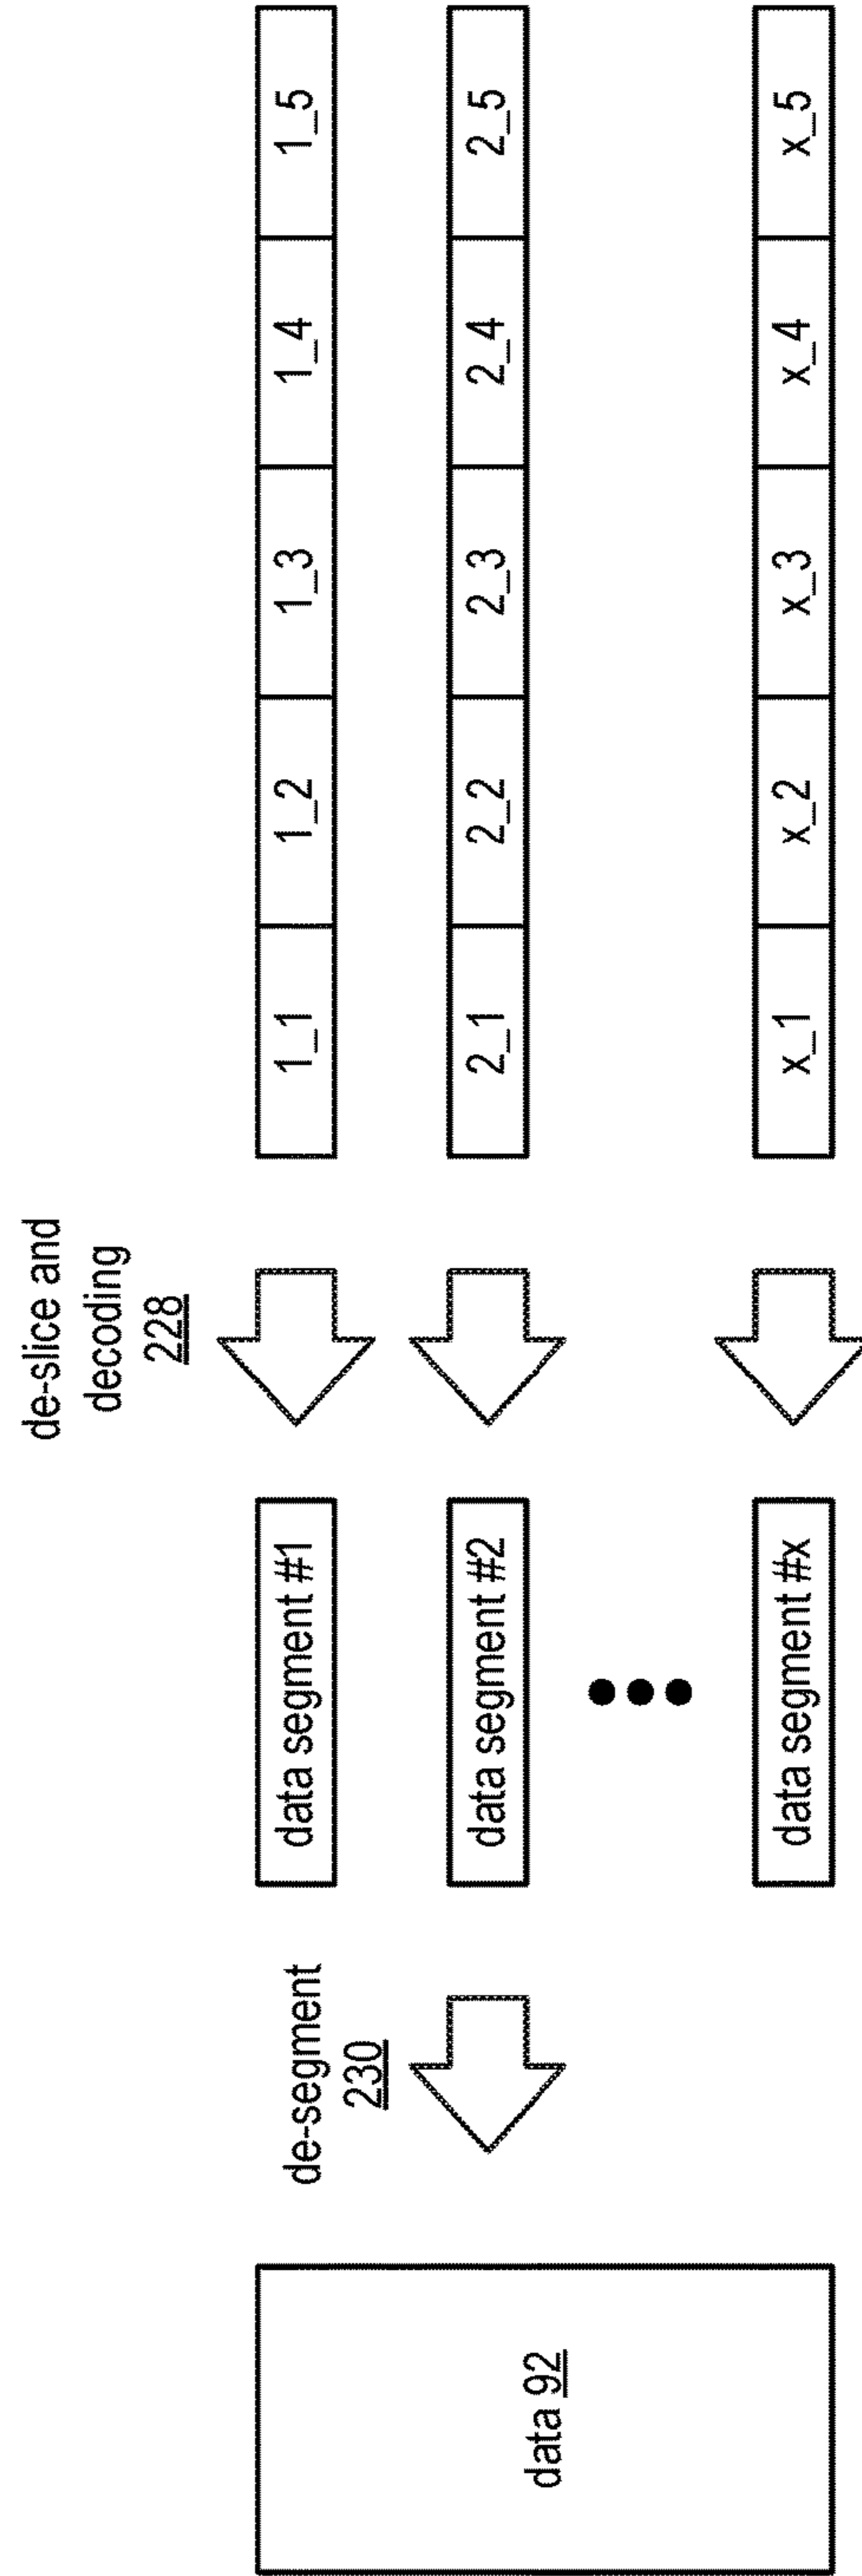 de-slice and
decoding
228
de-segment
230
data 92
data segment #1
1_1
1_2
1_3
1_4
1_5
data segment #2
2_1
2_2
2_3
2_4
2_5
data segment #x
x_1
x_2
x_3
x_4
x_5